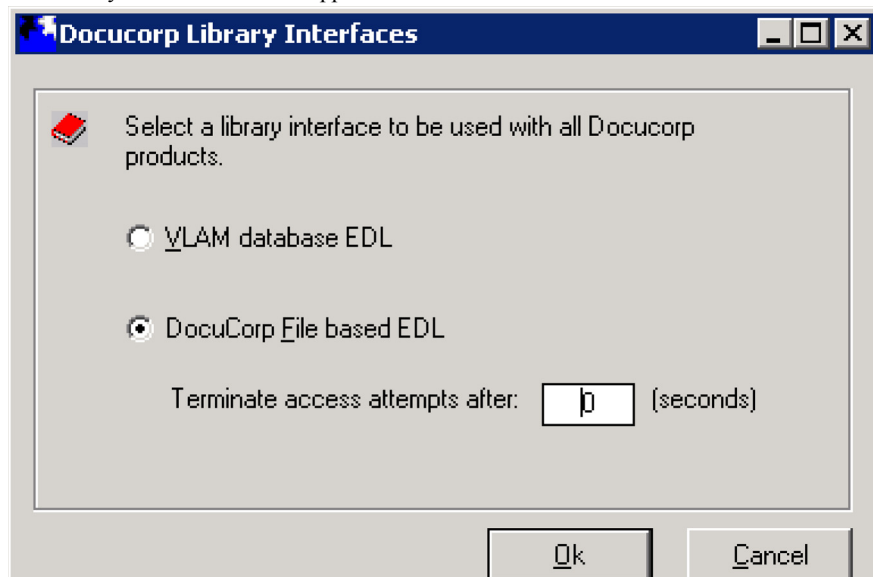 Docucorp Library Interfaces
Select a library interface to be used with all Docucorp
products.
VLAM database EDL
DocuCorp File based EDL
Terminate access attempts after: 0 (seconds)
Ok Cancel